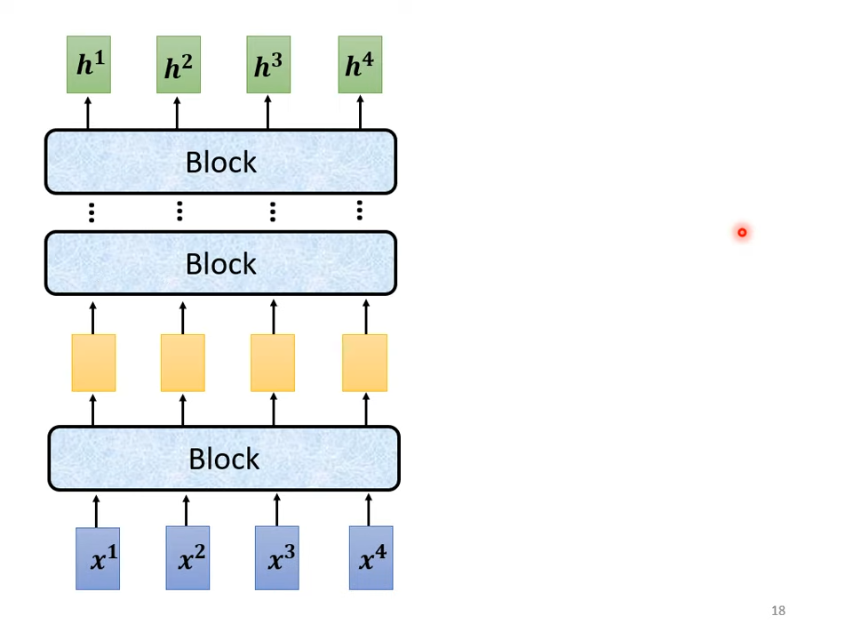 h¹ h² h³ h⁴
Block
Block
Block
x¹ x² x³ x⁴
18